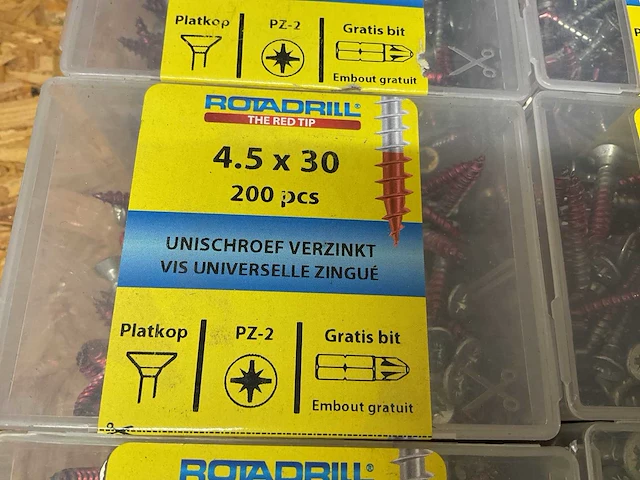 Platkop
PZ-2
Gratis bit
Embout gratuit
ROTADRILL®
THE RED TIP
4.5 x 30
200 pcs
UNISCHROEF VERZINKT
VIS UNIVERSELLE ZINGUÉ
Platkop
PZ-2
Gratis bit
Embout gratuit
ROTADRILL®